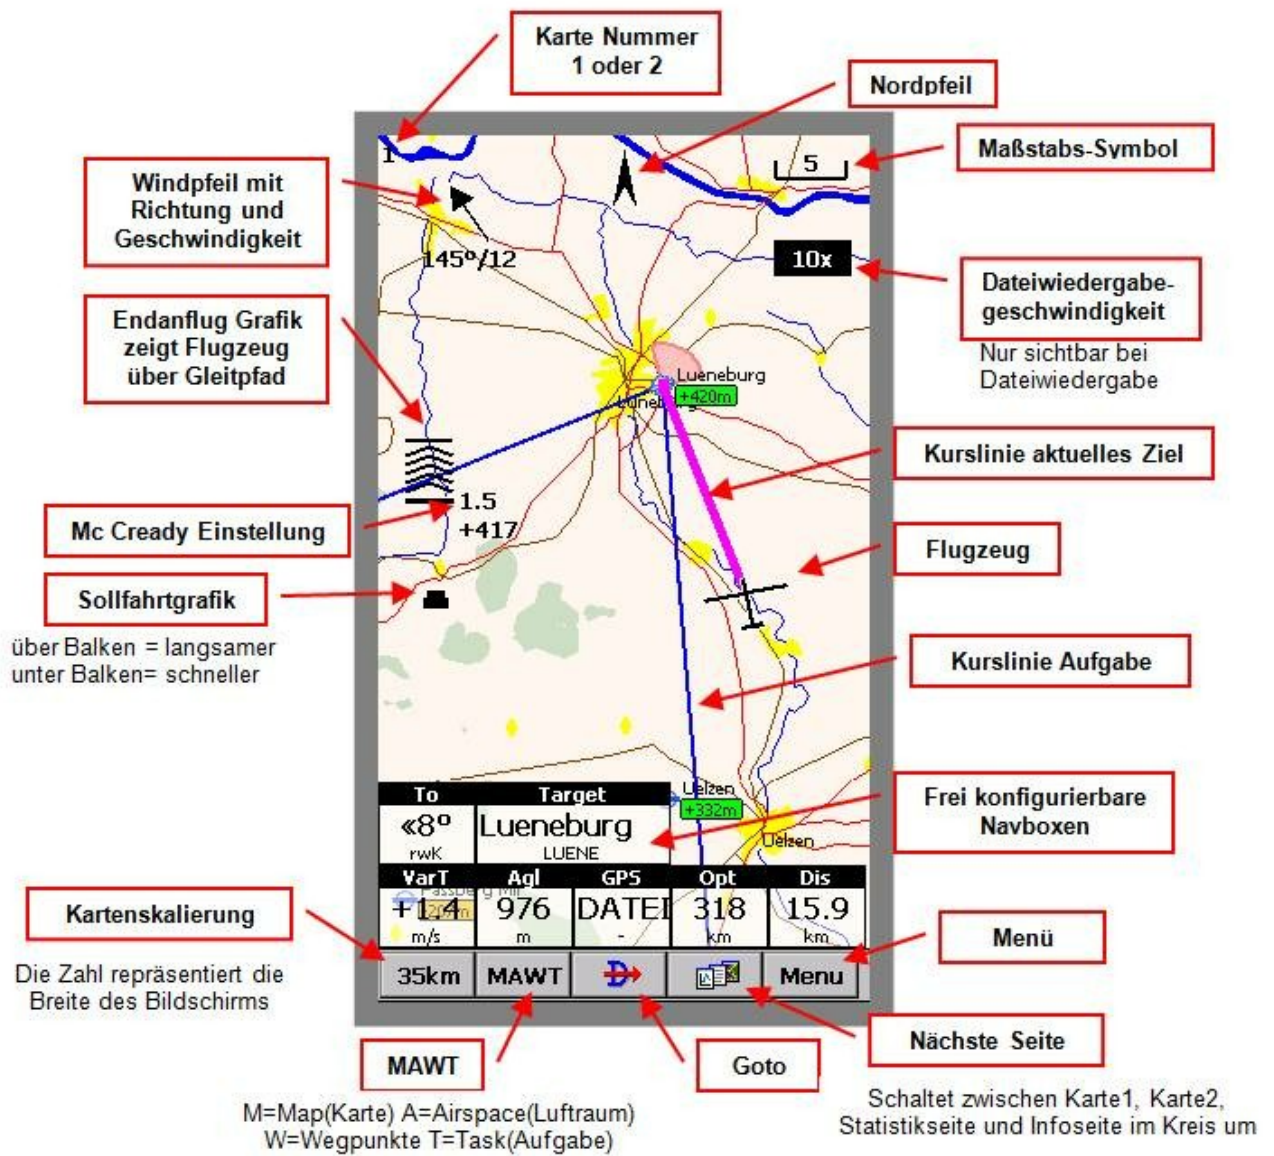 Karte Nummer
1 oder 2
Nordpfeil
Maßstabs-Symbol
Windpfeil mit
Richtung und
Geschwindigkeit
Dateiwiedergabe-
geschwindigkeit
Nur sichtbar bei
Dateiwiedergabe
Endanflug Grafik
zeigt Flugzeug
über Gleitpfad
Kurslinie aktuelles Ziel
Mc Cready Einstellung
Flugzeug
Sollfahrtgrafik
über Balken = langsamer
unter Balken= schneller
Kurslinie Aufgabe
Frei konfigurierbare
Navboxen
Kartenskalierung
Die Zahl repräsentiert die
Breite des Bildschirms
Menü
1
5
145°/12
10x
Lueneburg
+420m
1.5
+417
Uelzen
+332m
Uelzen
To Target
«8° Lueneburg
rwK LUENE
VarT Agl GPS Opt Dis
+1.4 976 DATEI 318 15.9
m/s m - km km
35km MAWT D Menu
MAWT
M=Map(Karte) A=Airspace(Luftraum)
W=Wegpunkte T=Task(Aufgabe)
Goto
Nächste Seite
Schaltet zwischen Karte1, Karte2,
Statistikseite und Infoseite im Kreis um